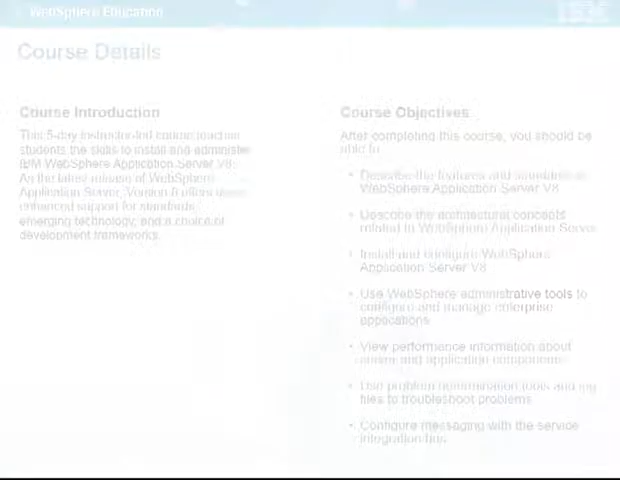 WebSphere Education
IBM
Course Details
Course Introduction
This 5-day instructor-led course teaches
students the skills to install and administer
IBM WebSphere Application Server V8.
As the latest release of WebSphere
Application Server, Version 8 offers users
enhanced support for standards,
emerging technology, and a choice of
development frameworks.
Course Objectives
After completing this course, you should be
able to
• Describe the features and standards of
WebSphere Application Server V8
• Describe the architectural concepts
related to WebSphere Application Server
• Install and configure WebSphere
Application Server V8
• Use WebSphere administrative tools to
configure and manage enterprise
applications
• View performance information about
server and application components
• Use problem determination tools and log
files to troubleshoot problems
• Configure messaging with the service
integration bus